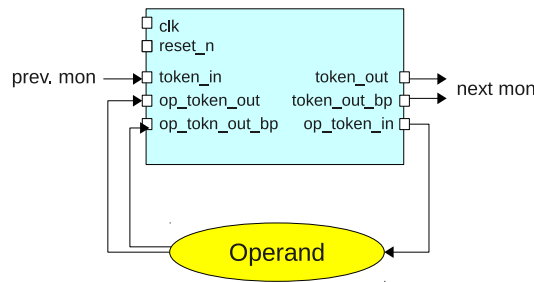 clk
reset_n
prev. mon
token_in
token_out
op_token_out
token_out_bp
next mon
op_tokn_out_bp
op_token_in
Operand